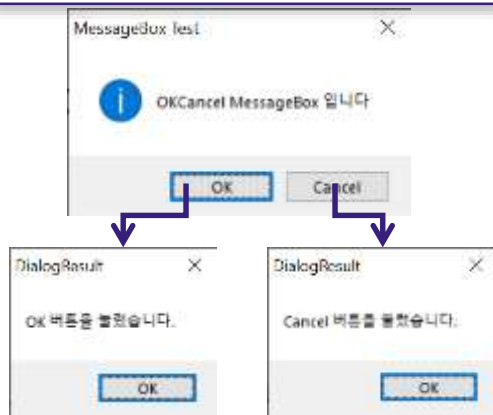 MessageBox Test
OKCancel MessageBox 입니다
OK
Cancel
DialogResult
OK 버튼을 눌렀습니다.
OK
DialogResult
Cancel 버튼을 눌렀습니다.
OK